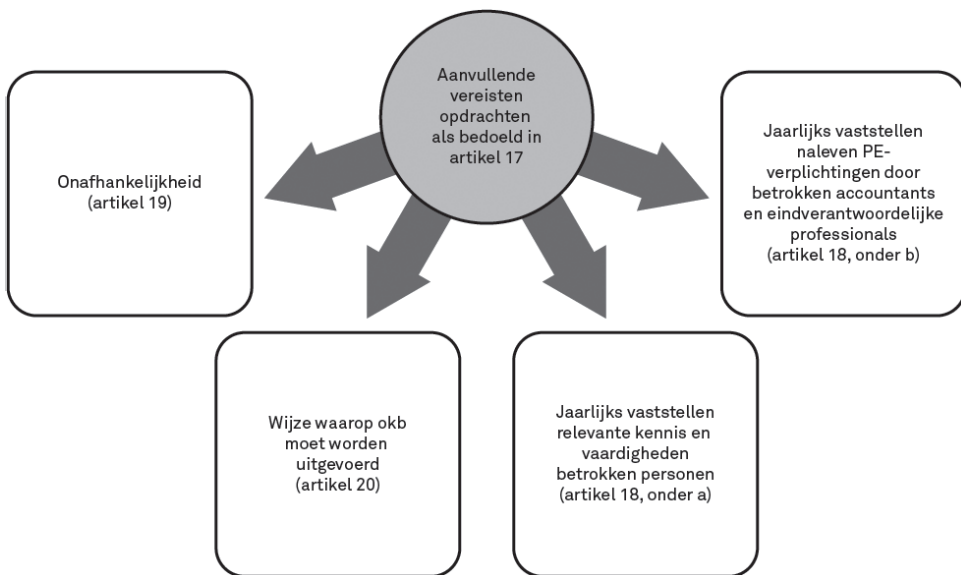 Aanvullende
vereisten
opdrachten
als bedoeld in
artikel 17
Onafhankelijkheid
(artikel 19)
Wijze waarop okb
moet worden
uitgevoerd
(artikel 20)
Jaarlijks vaststellen
relevante kennis en
vaardigheden
betrokken personen
(artikel 18, onder a)
Jaarlijks vaststellen
naleven PE-
verplichtingen door
betrokken accountants
en eindverantwoordelijke
professionals
(artikel 18, onder b)